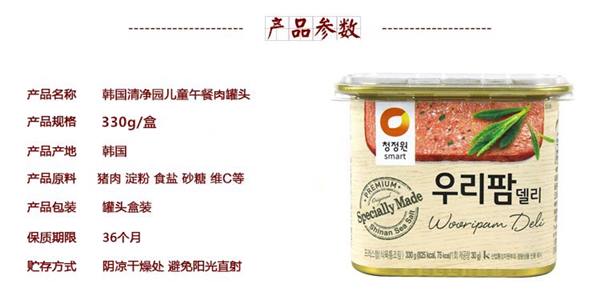 产品参数
产品名称 韩国清净园儿童午餐肉罐头
产品规格 330g/盒
产品产地 韩国
产品原料 猪肉 淀粉 食盐 砂糖 维C等
产品包装 罐头盒装
保质期限 36个月
贮存方式 阴凉干燥处 避免阳光直射
청정원
smart
우리팜
델리
PREMIUM
Original
Specially Made
Shinan Sea Salt
Wooripam Deli
330 g (825 kcal,